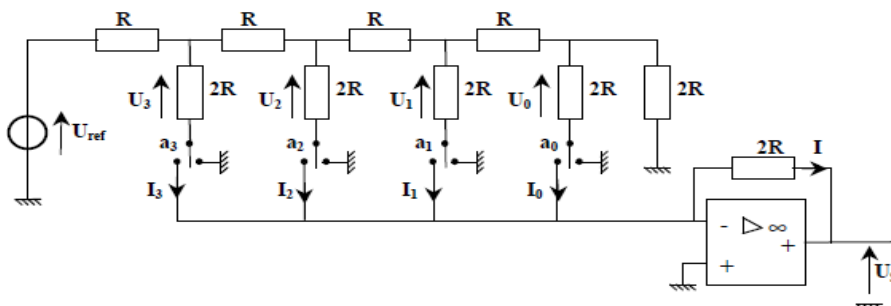 R R R R
U3 2R U2 2R U1 2R U0 2R 2R
Uref
a3 a2 a1 a0
I3 I2 I1 I0
2R I
- ▷ ∞
+
+